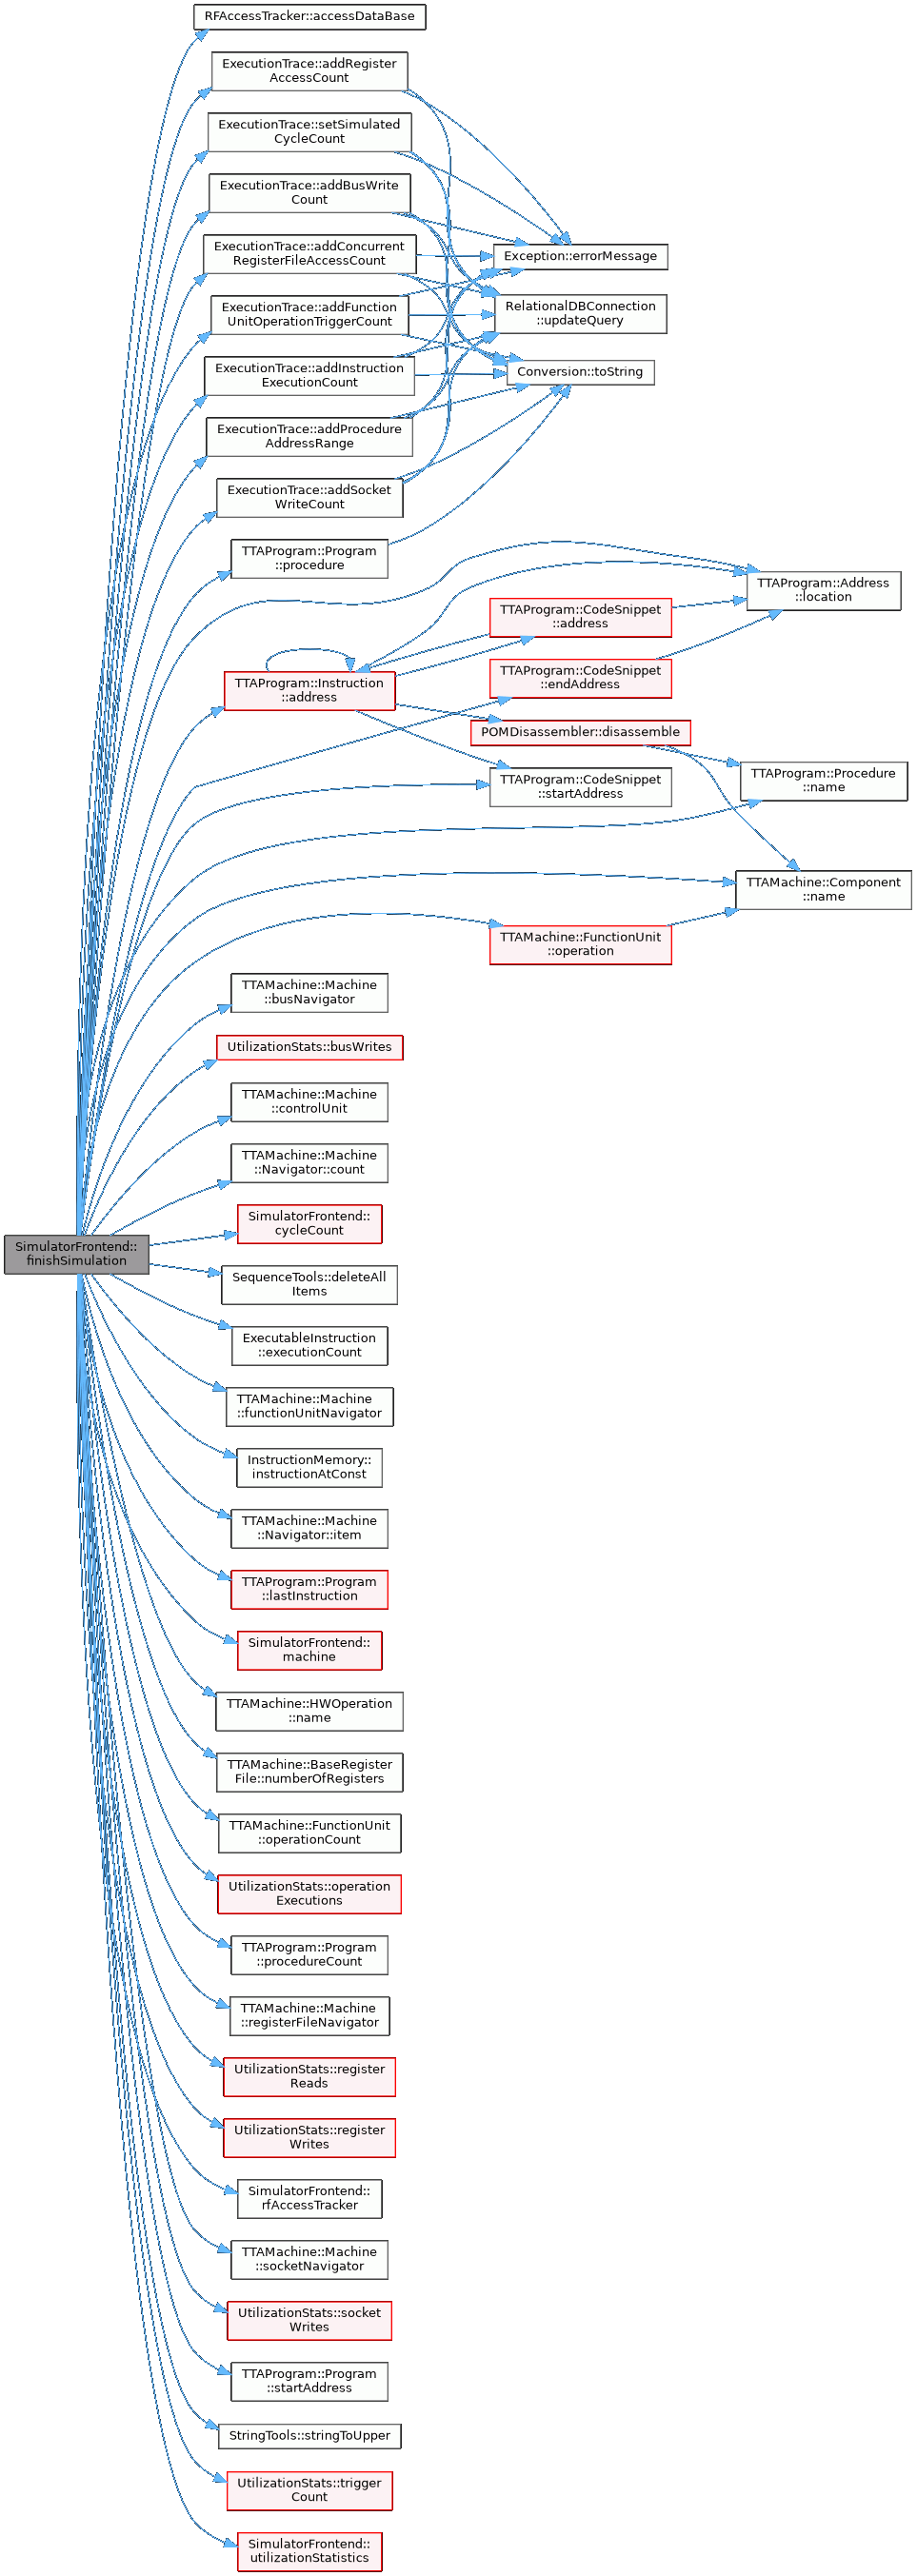 RFAccessTracker::accessDataBase
ExecutionTrace::addRegister
AccessCount
ExecutionTrace::setSimulated
CycleCount
ExecutionTrace::addBusWrite
Count
ExecutionTrace::addConcurrent
RegisterFileAccessCount
ExecutionTrace::addFunction
UnitOperationTriggerCount
ExecutionTrace::addInstruction
ExecutionCount
ExecutionTrace::addProcedure
AddressRange
ExecutionTrace::addSocket
WriteCount
TTAProgram::Program
::procedure
Exception::errorMessage
RelationalDBConnection
::updateQuery
Conversion::toString
TTAProgram::Address
::location
TTAProgram::CodeSnippet
::address
TTAProgram::CodeSnippet
::endAddress
TTAProgram::Instruction
::address
POMDisassembler::disassemble
TTAProgram::CodeSnippet
::startAddress
TTAProgram::Procedure
::name
TTAMachine::Component
::name
TTAMachine::FunctionUnit
::operation
TTAMachine::Machine
::busNavigator
UtilizationStats::busWrites
TTAMachine::Machine
::controlUnit
TTAMachine::Machine
::Navigator::count
SimulatorFrontend::
cycleCount
SimulatorFrontend::
finishSimulation
SequenceTools::deleteAll
Items
ExecutableInstruction
::executionCount
TTAMachine::Machine
::functionUnitNavigator
InstructionMemory::
instructionAtConst
TTAMachine::Machine
::Navigator::item
TTAProgram::Program
::lastInstruction
SimulatorFrontend::
machine
TTAMachine::HWOperation
::name
TTAMachine::BaseRegister
File::numberOfRegisters
TTAMachine::FunctionUnit
::operationCount
UtilizationStats::operation
Executions
TTAProgram::Program
::procedureCount
TTAMachine::Machine
::registerFileNavigator
UtilizationStats::register
Reads
UtilizationStats::register
Writes
SimulatorFrontend::
rfAccessTracker
TTAMachine::Machine
::socketNavigator
UtilizationStats::socket
Writes
TTAProgram::Program
::startAddress
StringTools::stringToUpper
UtilizationStats::trigger
Count
SimulatorFrontend::
utilizationStatistics